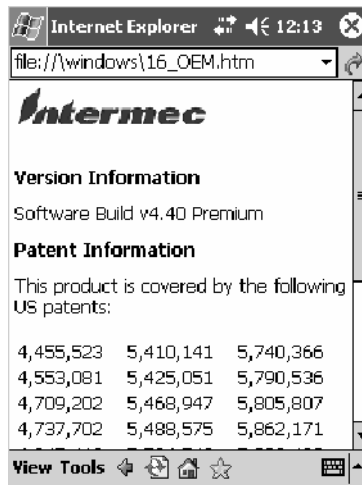 Internet Explorer 12:13
file://\windows\16_OEM.htm
Intermec
Version Information
Software Build v4.40 Premium
Patent Information
This product is covered by the following
US patents:
4,455,523 5,410,141 5,740,366
4,553,081 5,425,051 5,790,536
4,709,202 5,468,947 5,805,807
4,737,702 5,488,575 5,862,171
View Tools